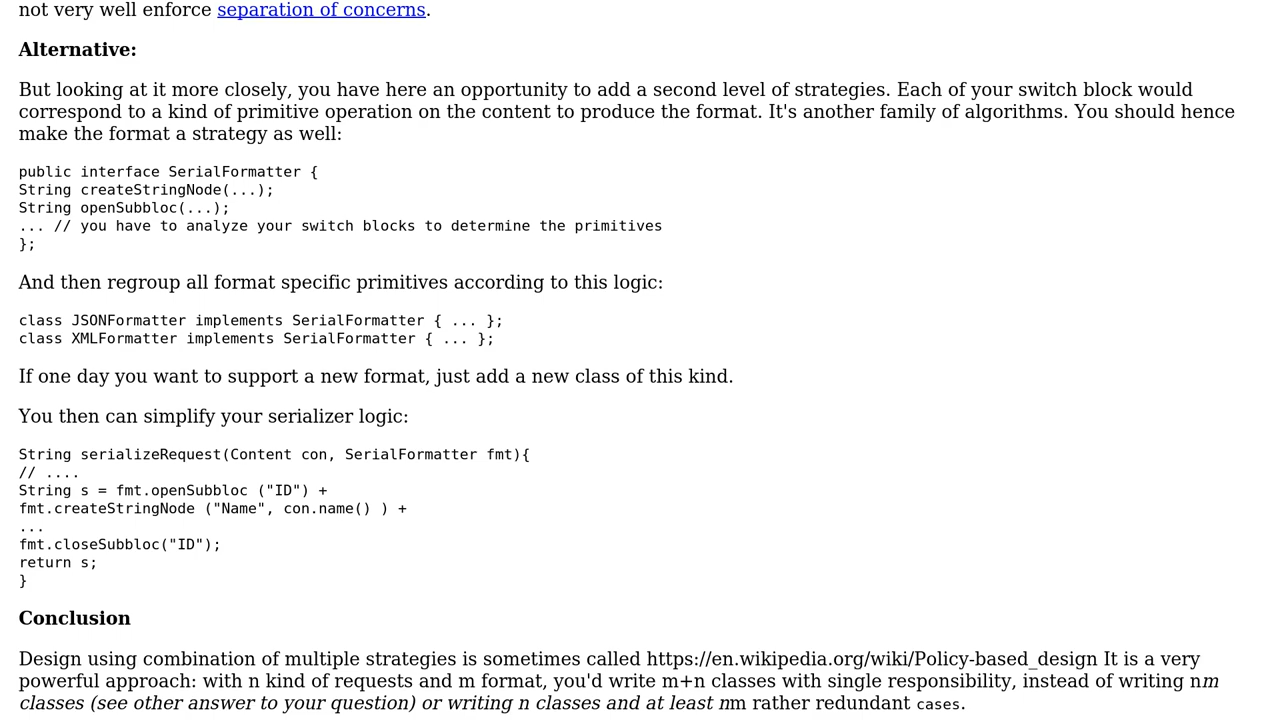 not very well enforce separation of concerns.
Alternative:
But looking at it more closely, you have here an opportunity to add a second level of strategies. Each of your switch block would
correspond to a kind of primitive operation on the content to produce the format. It's another family of algorithms. You should hence
make the format a strategy as well:
public interface SerialFormatter {
String createStringNode(...);
String openSubbloc(...);
... // you have to analyze your switch blocks to determine the primitives
};
And then regroup all format specific primitives according to this logic:
class JSONFormatter implements SerialFormatter { ... };
class XMLFormatter implements SerialFormatter { ... };
If one day you want to support a new format, just add a new class of this kind.
You then can simplify your serializer logic:
String serializeRequest(Content con, SerialFormatter fmt){
// ....
String s = fmt.openSubbloc ("ID") +
fmt.createStringNode ("Name", con.name() ) +
...
fmt.closeSubbloc("ID");
return s;
}
Conclusion
Design using combination of multiple strategies is sometimes called https://en.wikipedia.org/wiki/Policy-based_design It is a very
powerful approach: with n kind of requests and m format, you'd write m+n classes with single responsibility, instead of writing nm
classes (see other answer to your question) or writing n classes and at least nm rather redundant cases.